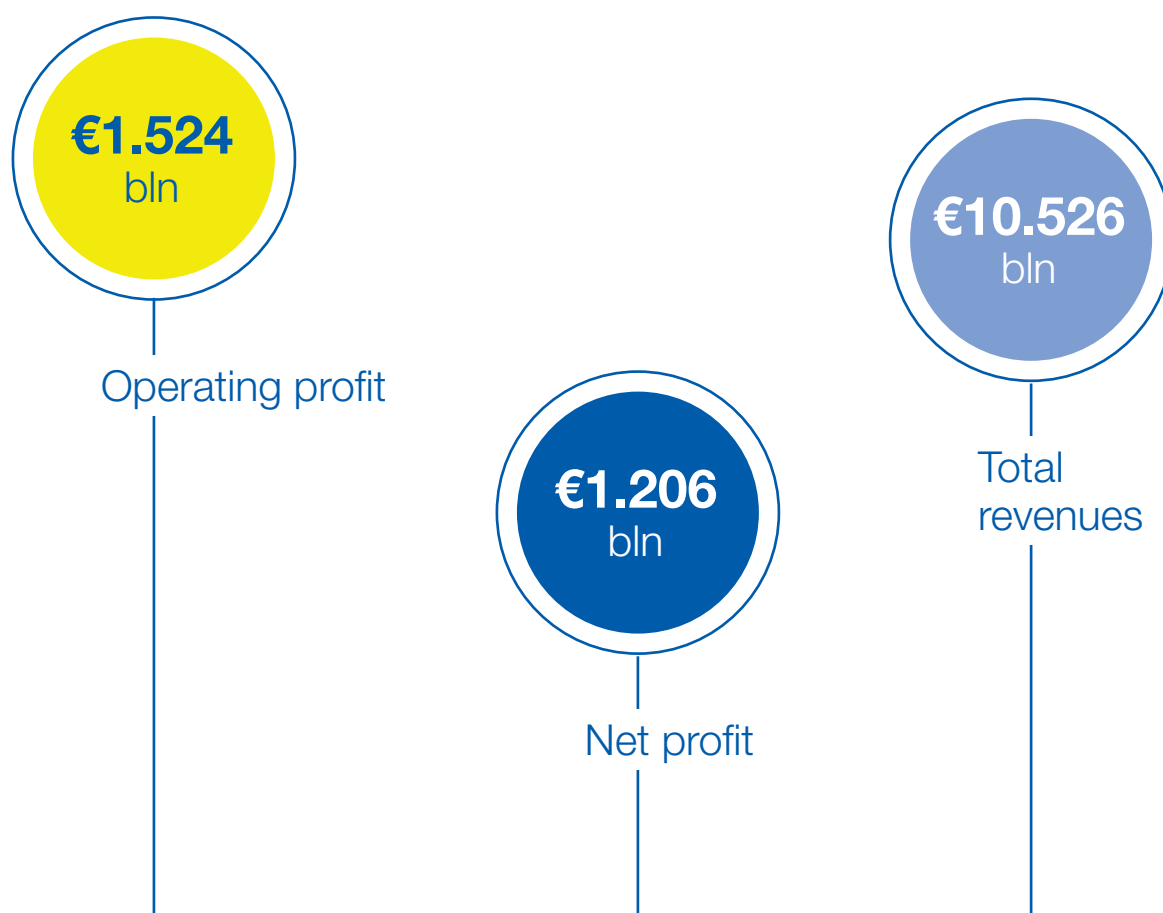 €1.524
bln
Operating profit
€1.206
bln
Net profit
€10.526
bln
Total
revenues